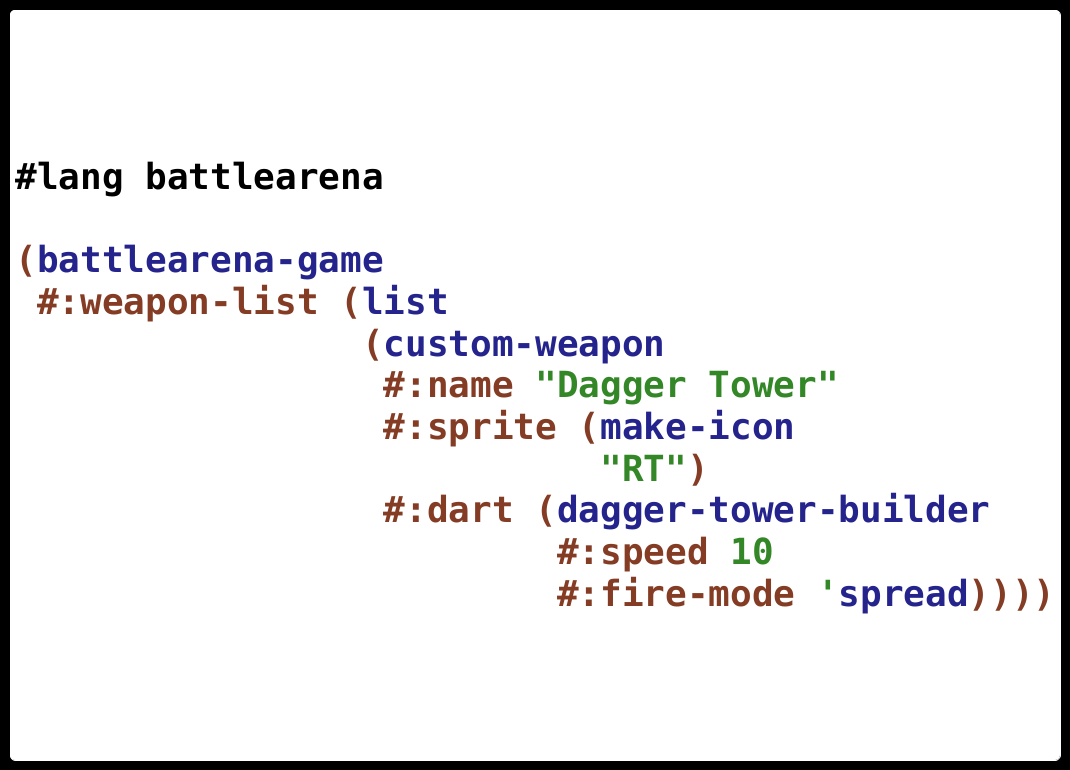 #lang battlearena
(battlearena-game
#:weapon-list (list
(custom-weapon
#:name "Dagger Tower"
#:sprite (make-icon
"RT")
#:dart (dagger-tower-builder
#:speed 10
#:fire-mode 'spread))))